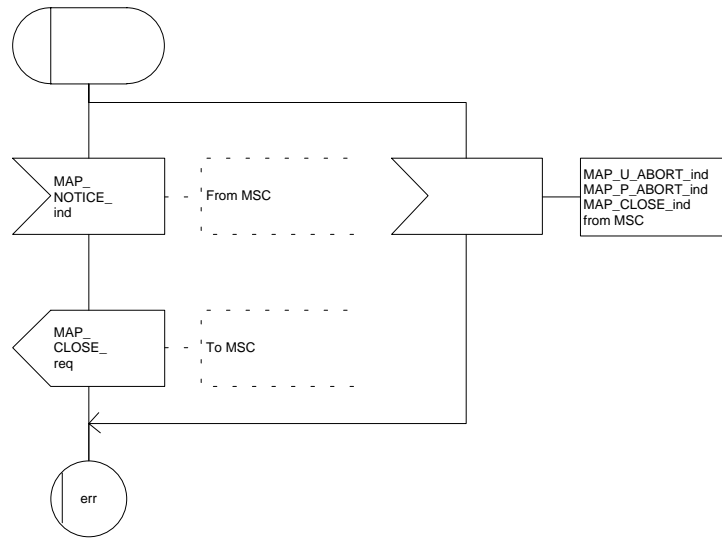 MAP_
NOTICE_
ind
From MSC
MAP_U_ABORT_ind
MAP_P_ABORT_ind
MAP_CLOSE_ind
from MSC
MAP_
CLOSE_
req
To MSC
err